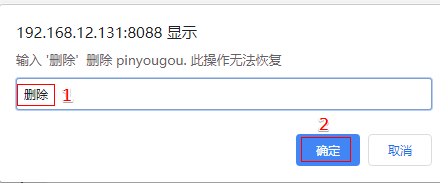 192.168.12.131:8088 显示
输入 '删除' 删除 pinyougou. 此操作无法恢复
删除 1
2
确定 取消